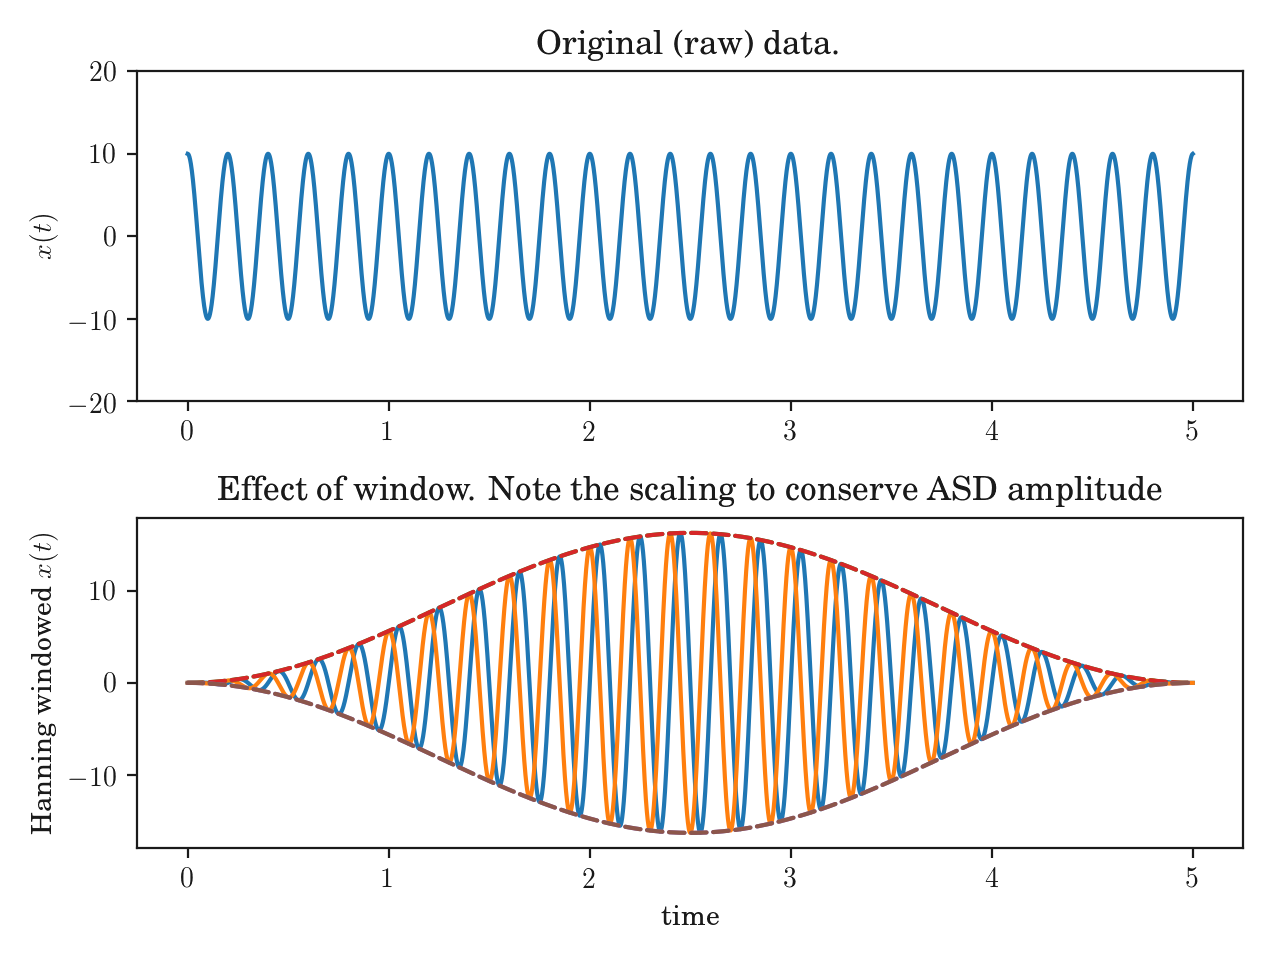 Original (raw) data.
20
10
0
−10
−20
x(t)
0 1 2 3 4 5
Effect of window. Note the scaling to conserve ASD amplitude
10
0
−10
Hanning windowed x(t)
0 1 2 3 4 5
time